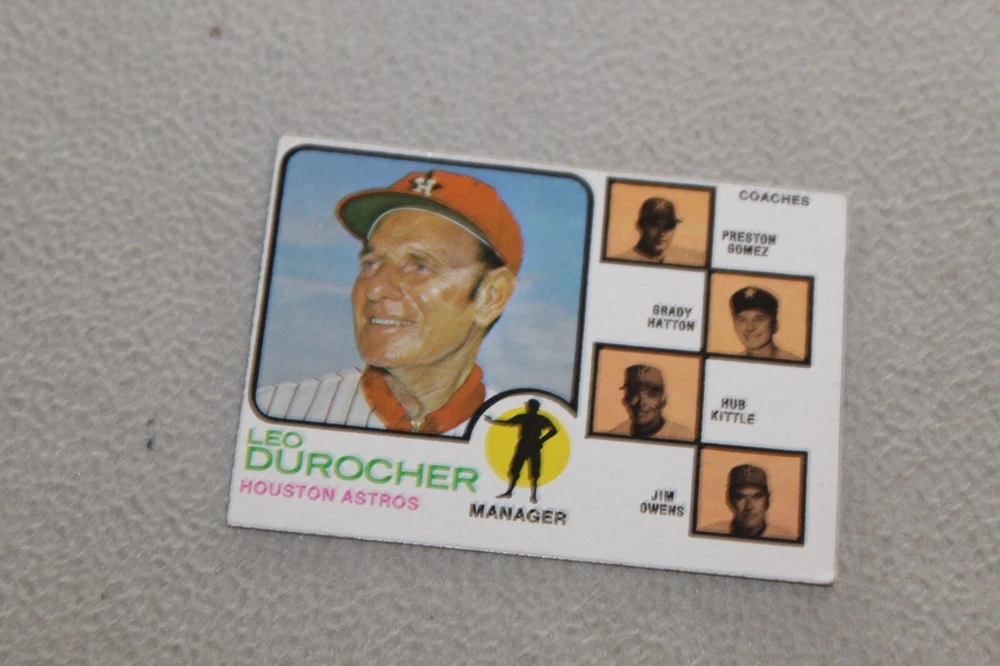 H
LEO
DUROCHER
HOUSTON ASTROS
MANAGER
COACHES
PRESTON
GOMEZ
GRADY
HATTON
HUB
KITTLE
JIM
OWENS